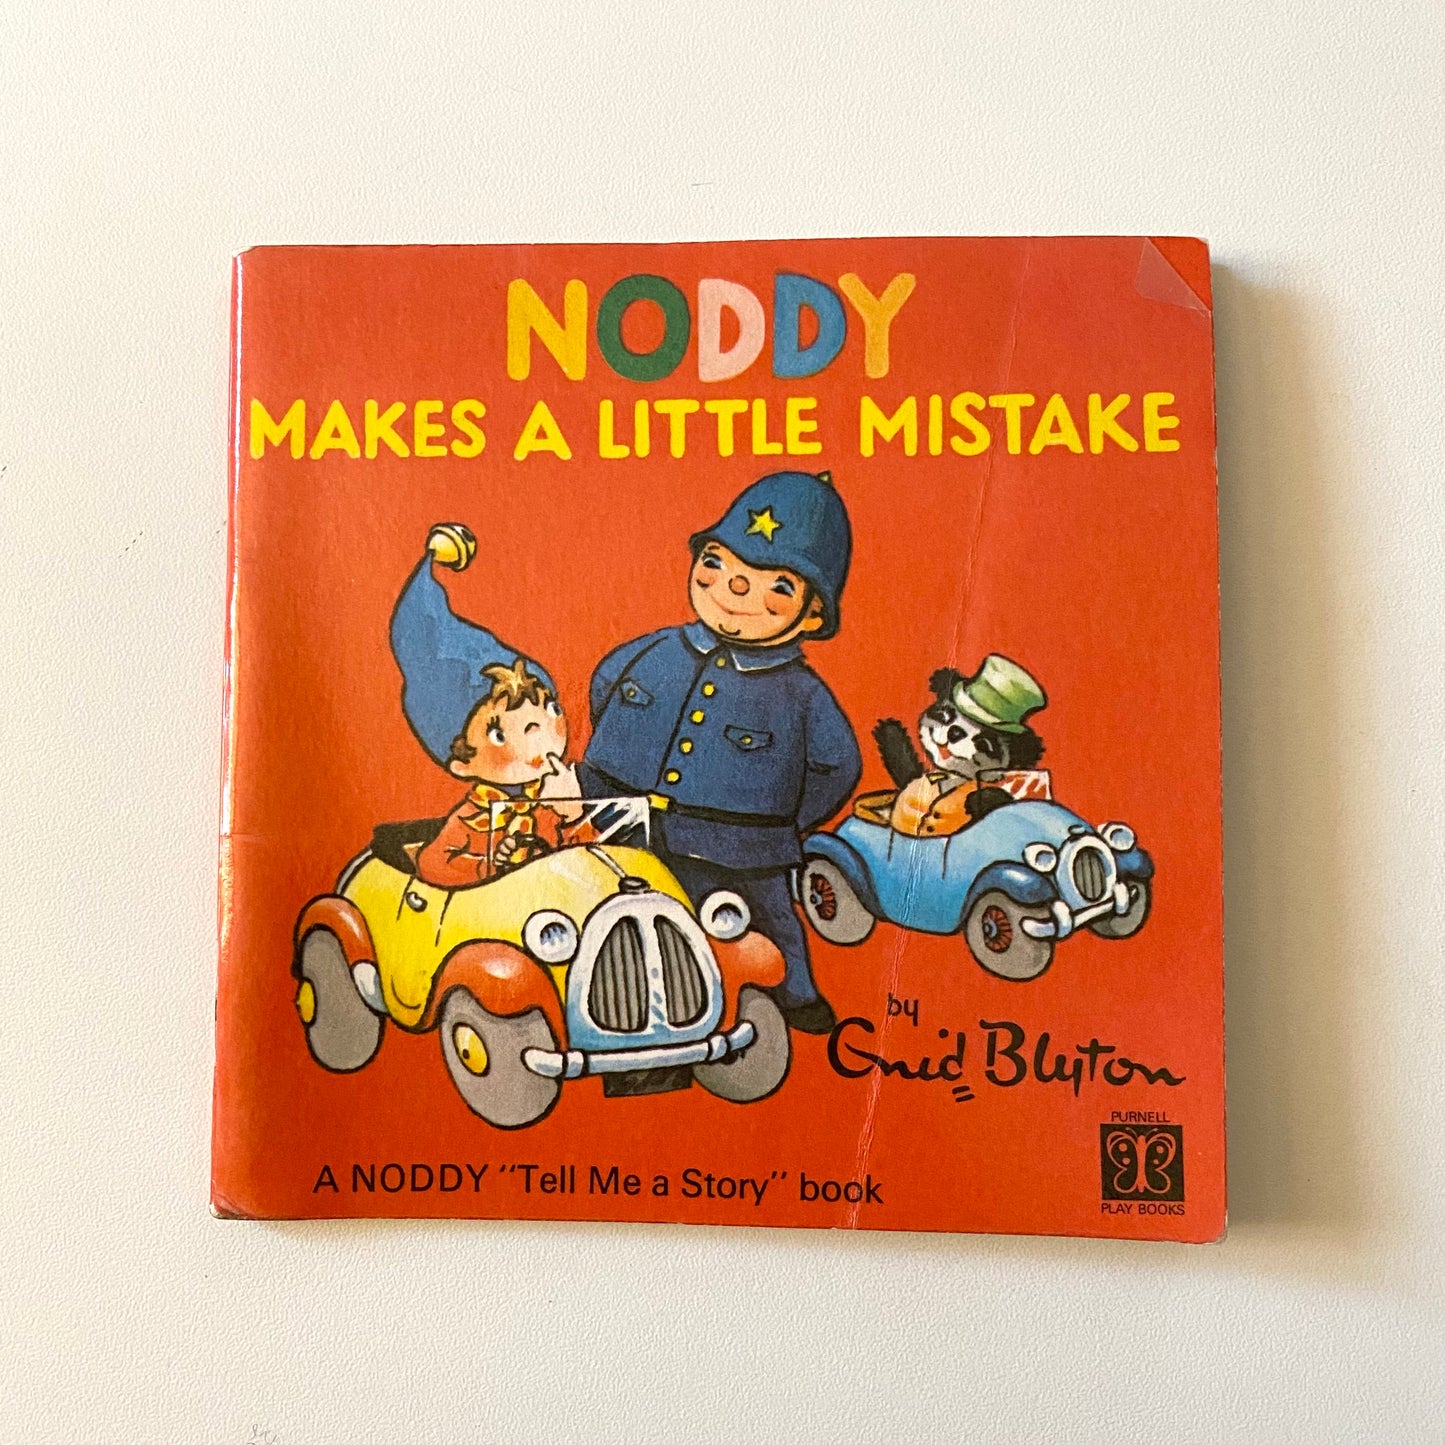 NODDY
MAKES A LITTLE MISTAKE
by
Enid Blyton
PURNELL
PLAY BOOKS
A NODDY "Tell Me a Story" book